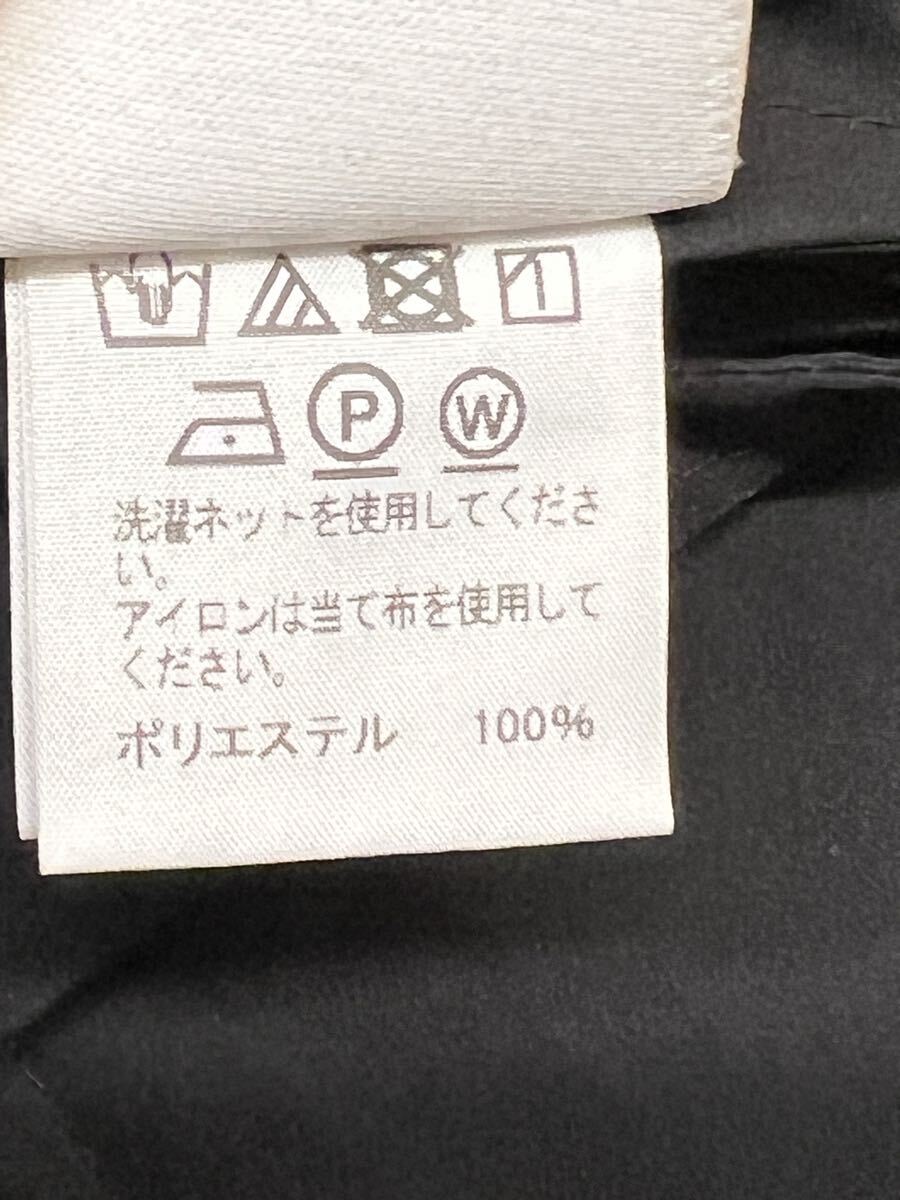 P W
洗濯ネットを使用してくださ
い。
アイロンは当て布を使用して
ください。
ポリエステル 100%